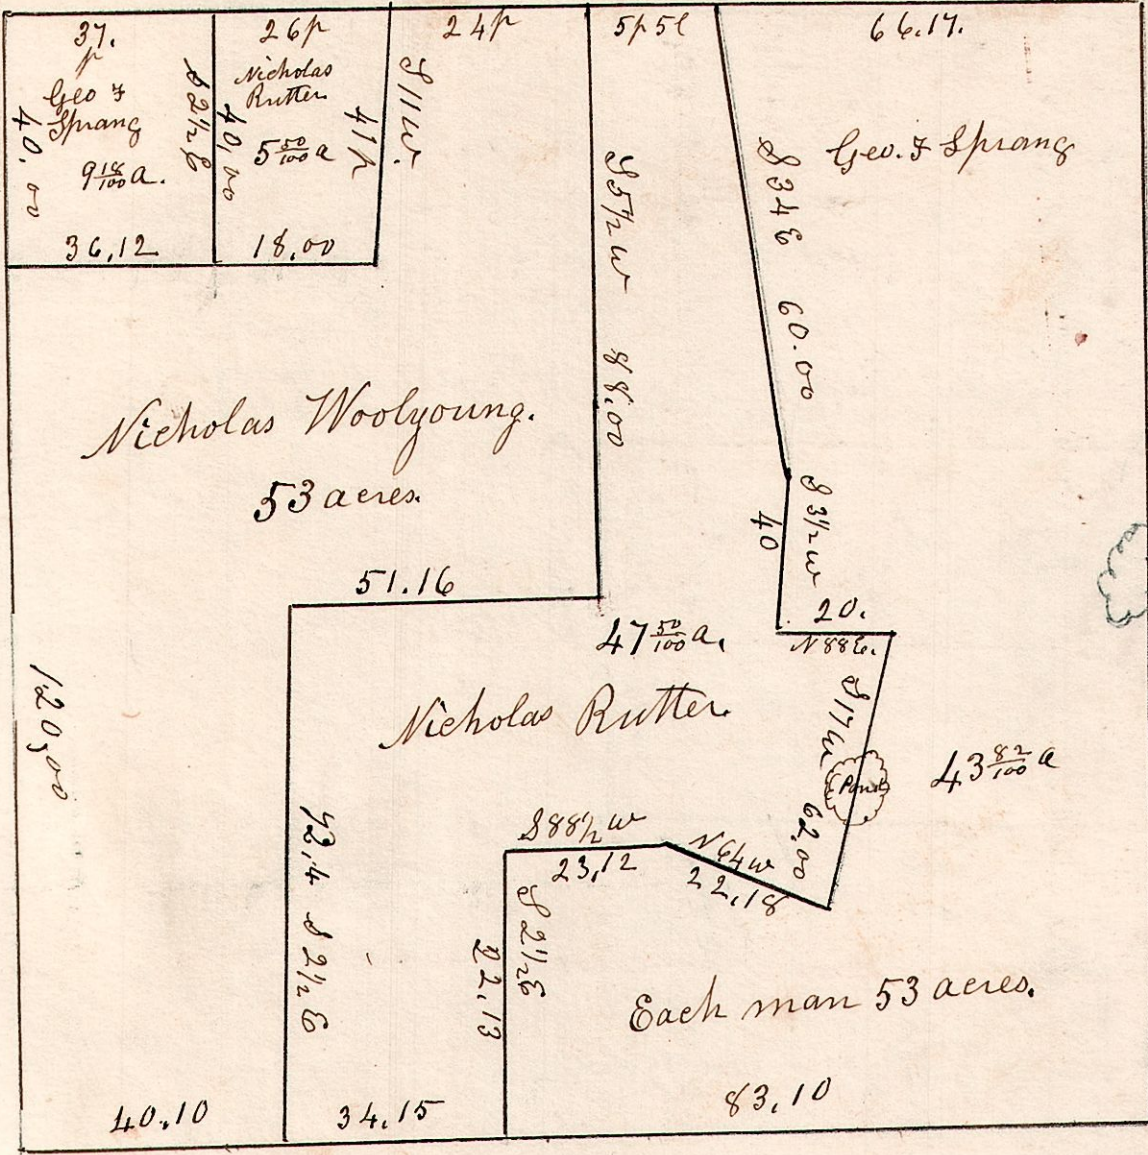 37.
p
Geo F
Sprang
9 18/100 a.
40.00
S 2½ E
36,12
26p
Nicholas
Rutter
5 50/100 a
40,00
41p
18,00
24p
S 11 W.
5p 5l
S 5½ W 88.00
66.17.
Geo. F Sprang
S 34 E 60.00
S 3½ W
40
20.
N 88 E.
Nicholas Woolyoung.
53 acres.
51.16
47 50/100 a.
Nicholas Rutter
S 17 W
62,00
Pond
43 82/100 a
120,00
72,4 S 2½ E
S 88½ W
23,12
N 64 W
22,18
S 2½ E
22,13
Each man 53 acres.
40,10
34,15
83,10